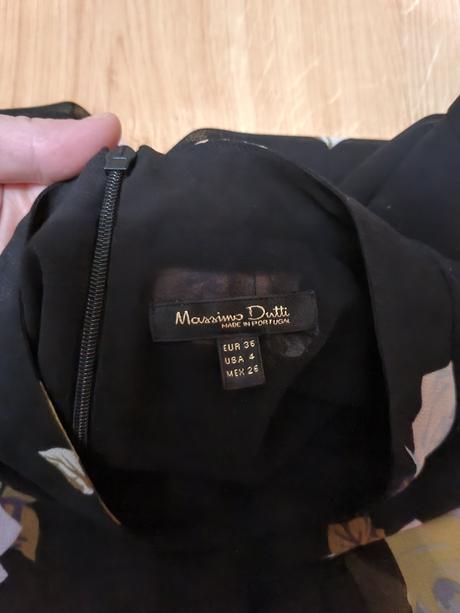 Massimo Dutti
MADE IN PORTUGAL
EUR 36
USA 4
MEX 26